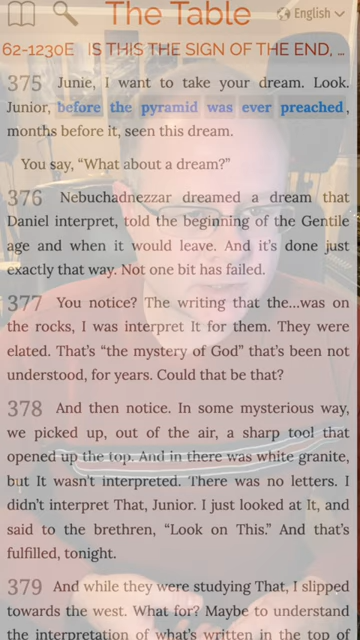 The Table
English
62-1230E IS THIS THE SIGN OF THE END, ...
375 Junie, I want to take your dream. Look.
Junior, before the pyramid was ever preached,
months before it, seen this dream.
You say, “What about a dream?”
376 Nebuchadnezzar dreamed a dream that
Daniel interpret, told the beginning of the Gentile
age and when it would leave. And it’s done just
exactly that way. Not one bit has failed.
377 You notice? The writing that the...was on
the rocks, I was interpret It for them. They were
elated. That’s “the mystery of God” that’s been not
understood, for years. Could that be that?
378 And then notice. In some mysterious way,
we picked up, out of the air, a sharp tool that
opened up the top. And in there was white granite,
but It wasn’t interpreted. There was no letters. I
didn’t interpret That, Junior. I just looked at It, and
said to the brethren, “Look on This.” And that’s
fulfilled, tonight.
379 And while they were studying That, I slipped
towards the west. What for? Maybe to understand
the interpretation of what’s written in the top of